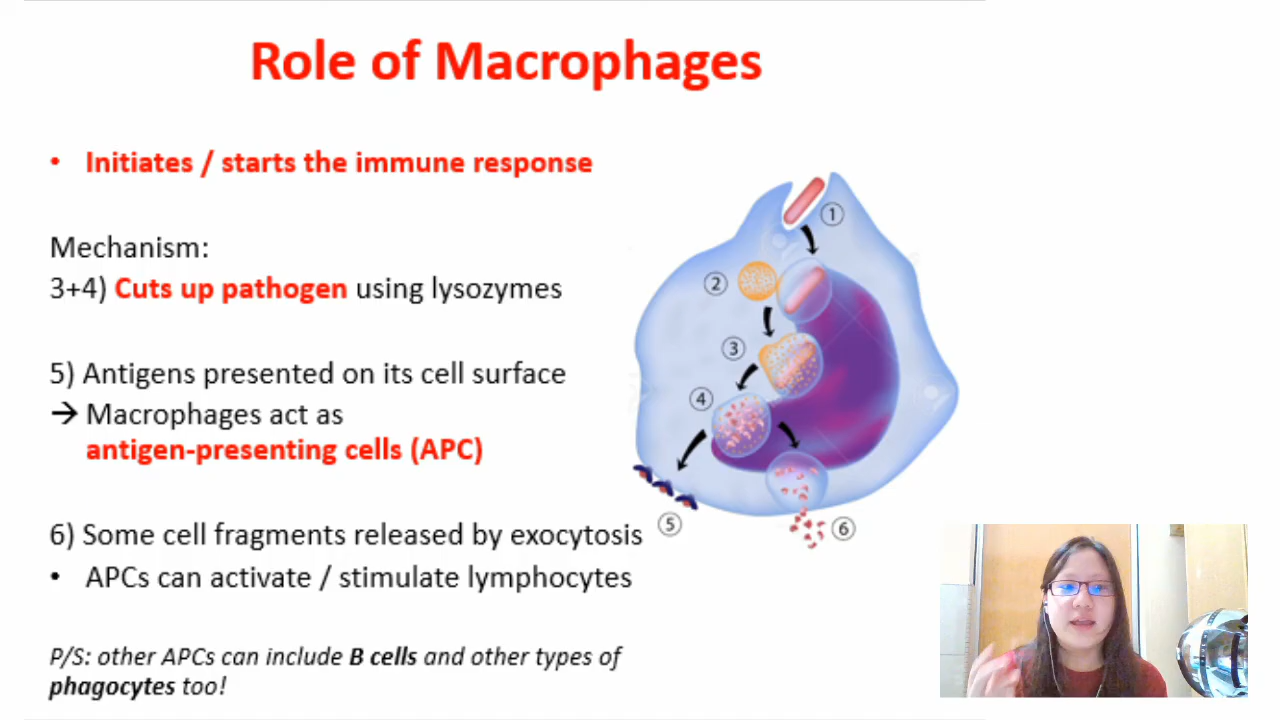 Role of Macrophages
• Initiates / starts the immune response
Mechanism:
3+4) Cuts up pathogen using lysozymes
5) Antigens presented on its cell surface
→ Macrophages act as
antigen-presenting cells (APC)
6) Some cell fragments released by exocytosis
• APCs can activate / stimulate lymphocytes
P/S: other APCs can include B cells and other types of
phagocytes too!
①
②
③
④
⑤
⑥